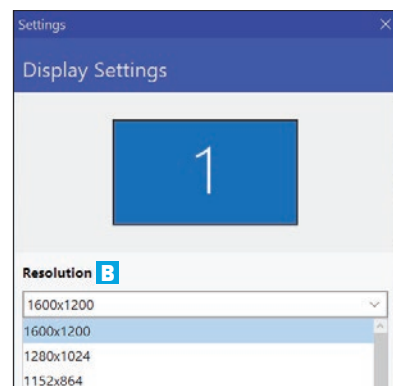 Settings
Display Settings
1
Resolution B
1600x1200
1600x1200
1280x1024
1152x864